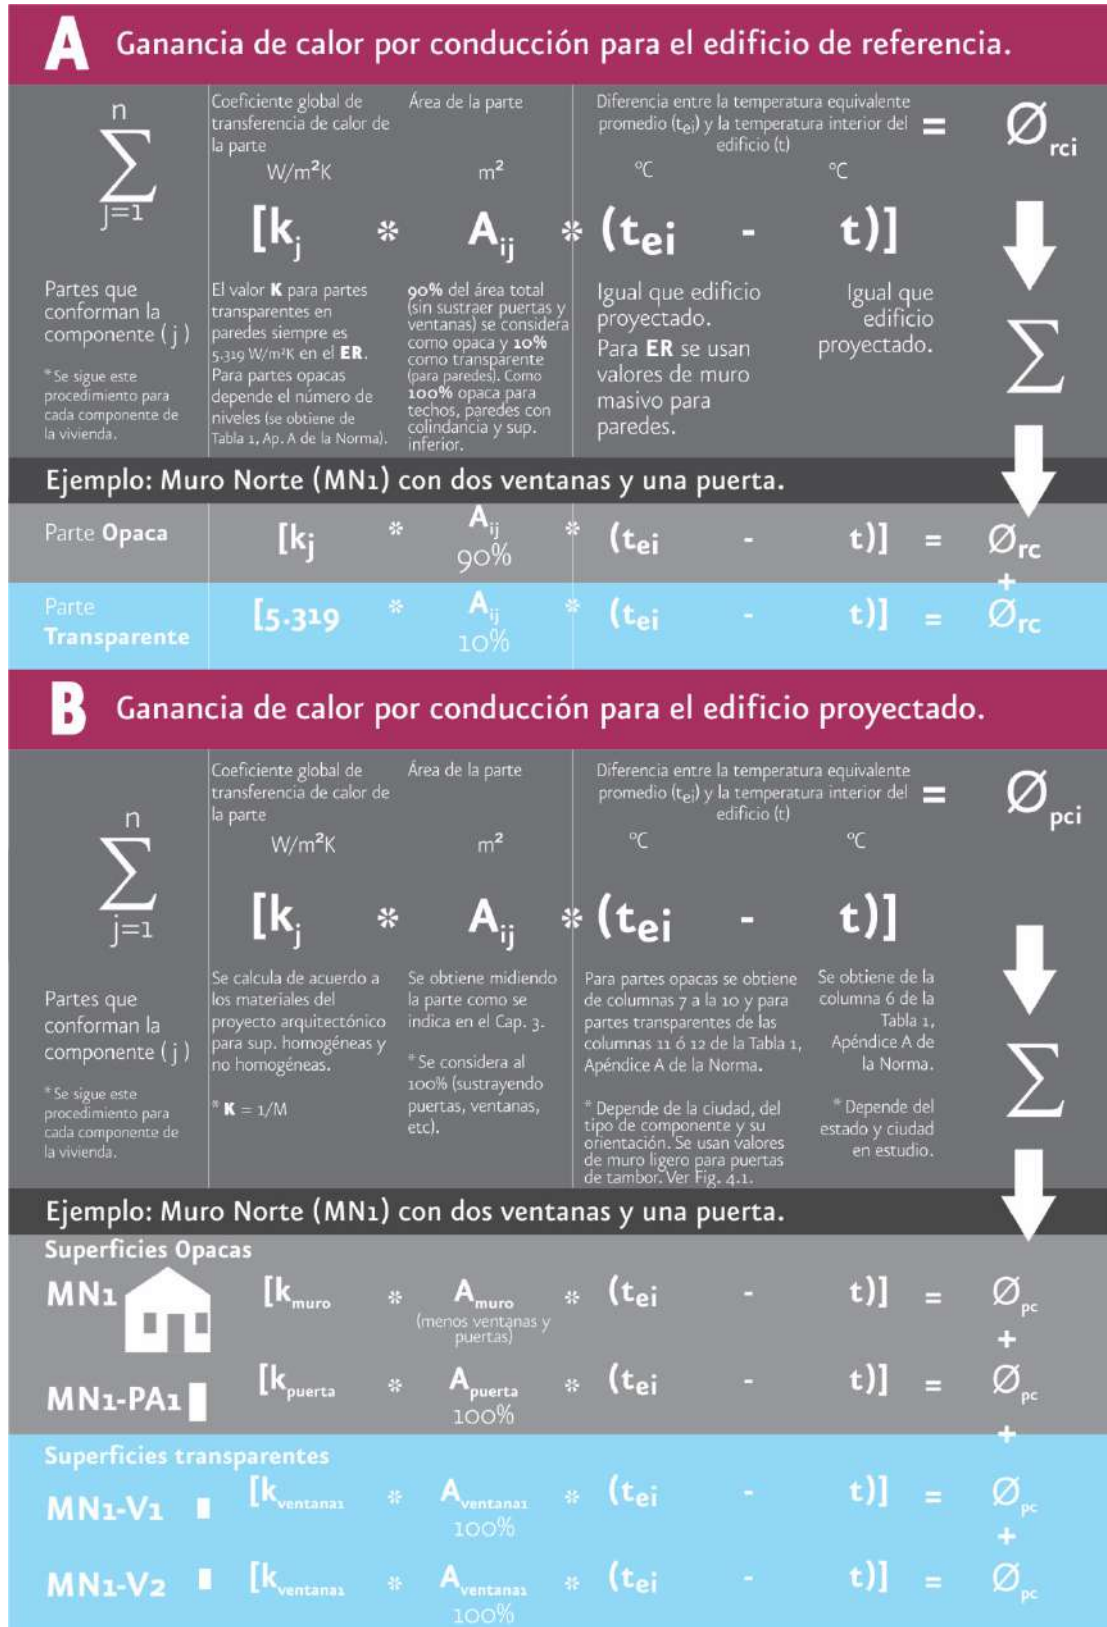 A Ganancia de calor por conducción para el edificio de referencia.
n
∑
j=1
Coeficiente global de
transferencia de calor de
la parte
W/m²K
Área de la parte
m²
Diferencia entre la temperatura equivalente
promedio (tei) y la temperatura interior del
edificio (t)
°C °C
= Ørci
[kj * Aij * (tei - t)]
Partes que
conforman la
componente ( j )
* Se sigue este
procedimiento para
cada componente de
la vivienda.
El valor K para partes
transparentes en
paredes siempre es
5.319 W/m²K en el ER.
Para partes opacas
depende el número de
niveles (se obtiene de
Tabla 1, Ap. A de la Norma).
90% del área total
(sin sustraer puertas y
ventanas) se considera
como opaca y 10%
como transparente
(para paredes). Como
100% opaca para
techos, paredes con
colindancia y sup.
inferior.
Igual que edificio
proyectado.
Para ER se usan
valores de muro
masivo para
paredes.
Igual que
edificio
proyectado.
∑
Ejemplo: Muro Norte (MN1) con dos ventanas y una puerta.
Parte Opaca [kj * Aij * (tei - t)] = Ørc
90%
+
Parte
Transparente [5.319 * Aij * (tei - t)] = Ørc
10%
B Ganancia de calor por conducción para el edificio proyectado.
n
∑
j=1
Coeficiente global de
transferencia de calor de
la parte
W/m²K
Área de la parte
m²
Diferencia entre la temperatura equivalente
promedio (tei) y la temperatura interior del
edificio (t)
°C °C
= Øpci
[kj * Aij * (tei - t)]
Partes que
conforman la
componente ( j )
* Se sigue este
procedimiento para
cada componente de
la vivienda.
Se calcula de acuerdo a
los materiales del
proyecto arquitectónico
para sup. homogéneas y
no homogéneas.
* K = 1/M
Se obtiene midiendo
la parte como se
indica en el Cap. 3.
* Se considera al
100% (sustrayendo
puertas, ventanas,
etc).
Para partes opacas se obtiene
de columnas 7 a la 10 y para
partes transparentes de las
columnas 11 ó 12 de la Tabla 1,
Apéndice A de la Norma.
* Depende de la ciudad, del
tipo de componente y su
orientación. Se usan valores
de muro ligero para puertas
de tambor. Ver Fig. 4.1.
Se obtiene de la
columna 6 de la
Tabla 1,
Apéndice A de
la Norma.
* Depende del
estado y ciudad
en estudio.
∑
Ejemplo: Muro Norte (MN1) con dos ventanas y una puerta.
Superficies Opacas
MN1 [kmuro * Amuro * (tei - t)] = Øpc
(menos ventanas y
puertas)
+
MN1-PA1 [kpuerta * Apuerta * (tei - t)] = Øpc
100%
+
Superficies transparentes
MN1-V1 [kventana1 * Aventana1 * (tei - t)] = Øpc
100%
+
MN1-V2 [kventana1 * Aventana1 * (tei - t)] = Øpc
100%